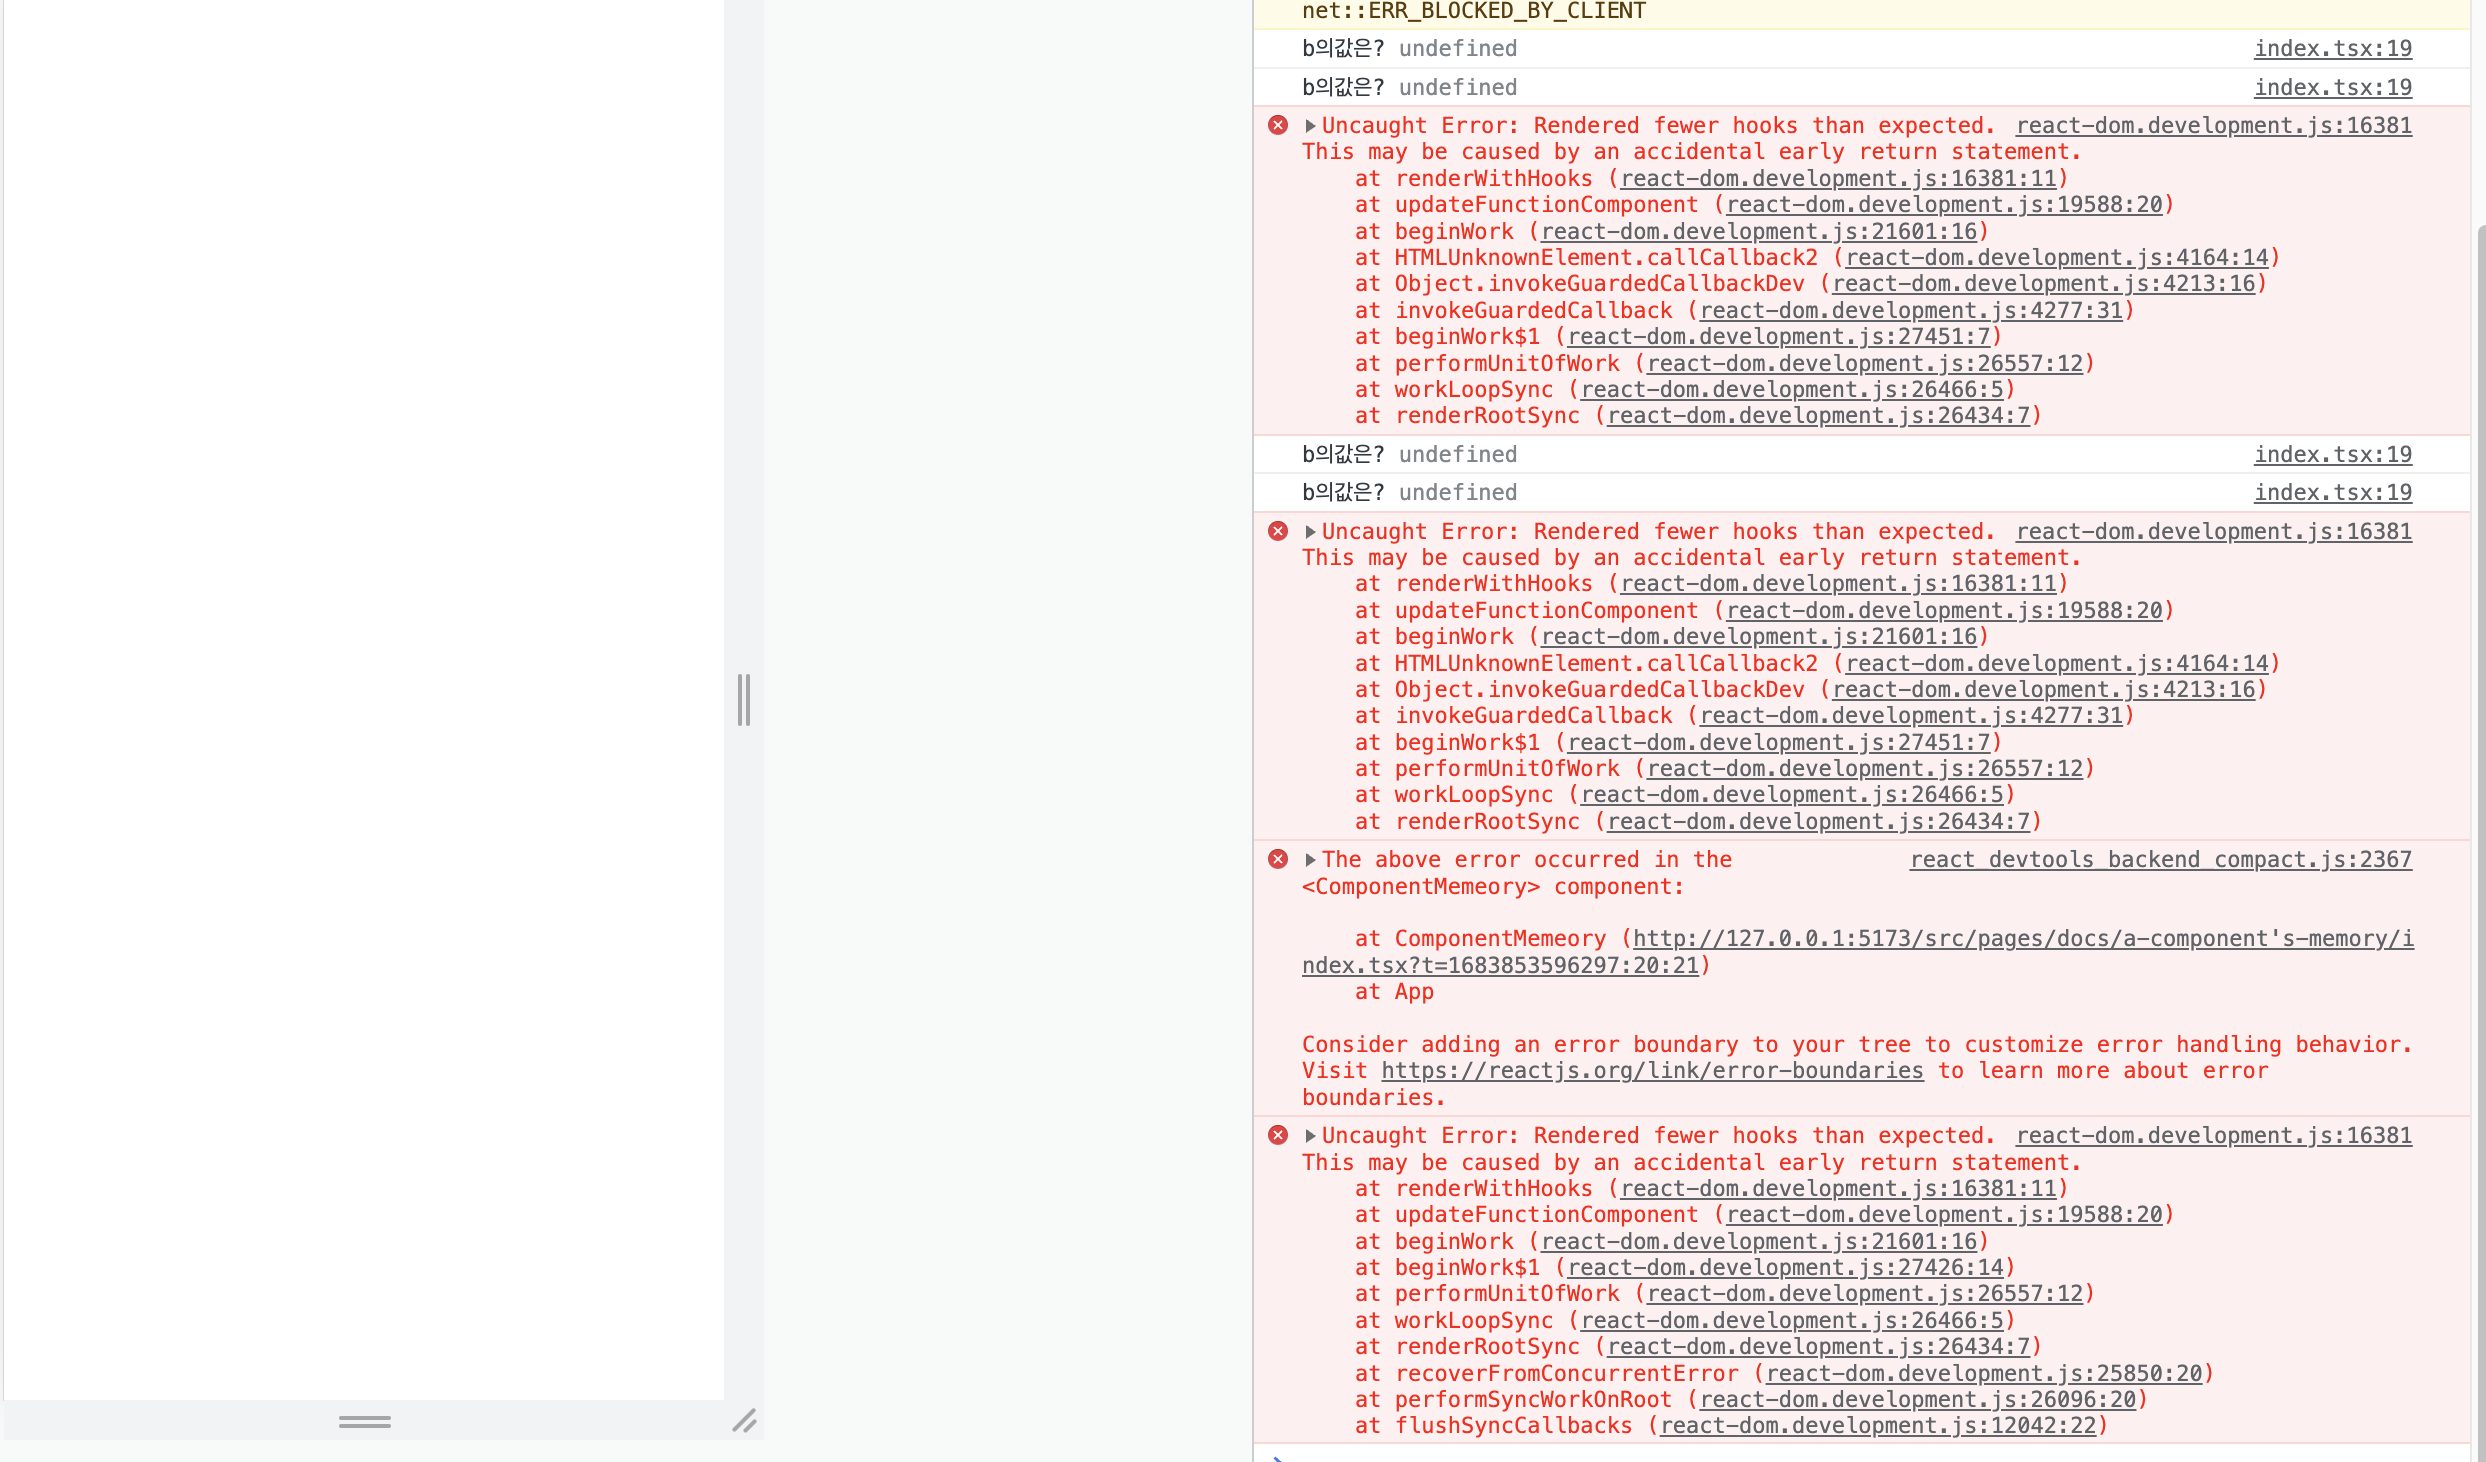 net::ERR_BLOCKED_BY_CLIENT
b의값은? undefined index.tsx:19
b의값은? undefined index.tsx:19
Uncaught Error: Rendered fewer hooks than expected. react-dom.development.js:16381
This may be caused by an accidental early return statement.
at renderWithHooks (react-dom.development.js:16381:11)
at updateFunctionComponent (react-dom.development.js:19588:20)
at beginWork (react-dom.development.js:21601:16)
at HTMLUnknownElement.callCallback2 (react-dom.development.js:4164:14)
at Object.invokeGuardedCallbackDev (react-dom.development.js:4213:16)
at invokeGuardedCallback (react-dom.development.js:4277:31)
at beginWork$1 (react-dom.development.js:27451:7)
at performUnitOfWork (react-dom.development.js:26557:12)
at workLoopSync (react-dom.development.js:26466:5)
at renderRootSync (react-dom.development.js:26434:7)
b의값은? undefined index.tsx:19
b의값은? undefined index.tsx:19
Uncaught Error: Rendered fewer hooks than expected. react-dom.development.js:16381
This may be caused by an accidental early return statement.
at renderWithHooks (react-dom.development.js:16381:11)
at updateFunctionComponent (react-dom.development.js:19588:20)
at beginWork (react-dom.development.js:21601:16)
at HTMLUnknownElement.callCallback2 (react-dom.development.js:4164:14)
at Object.invokeGuardedCallbackDev (react-dom.development.js:4213:16)
at invokeGuardedCallback (react-dom.development.js:4277:31)
at beginWork$1 (react-dom.development.js:27451:7)
at performUnitOfWork (react-dom.development.js:26557:12)
at workLoopSync (react-dom.development.js:26466:5)
at renderRootSync (react-dom.development.js:26434:7)
The above error occurred in the react_devtools_backend_compact.js:2367
<ComponentMemeory> component:
at ComponentMemeory (http://127.0.0.1:5173/src/pages/docs/a-component's-memory/i
ndex.tsx?t=1683853596297:20:21)
at App
Consider adding an error boundary to your tree to customize error handling behavior.
Visit https://reactjs.org/link/error-boundaries to learn more about error
boundaries.
Uncaught Error: Rendered fewer hooks than expected. react-dom.development.js:16381
This may be caused by an accidental early return statement.
at renderWithHooks (react-dom.development.js:16381:11)
at updateFunctionComponent (react-dom.development.js:19588:20)
at beginWork (react-dom.development.js:21601:16)
at beginWork$1 (react-dom.development.js:27426:14)
at performUnitOfWork (react-dom.development.js:26557:12)
at workLoopSync (react-dom.development.js:26466:5)
at renderRootSync (react-dom.development.js:26434:7)
at recoverFromConcurrentError (react-dom.development.js:25850:20)
at performSyncWorkOnRoot (react-dom.development.js:26096:20)
at flushSyncCallbacks (react-dom.development.js:12042:22)